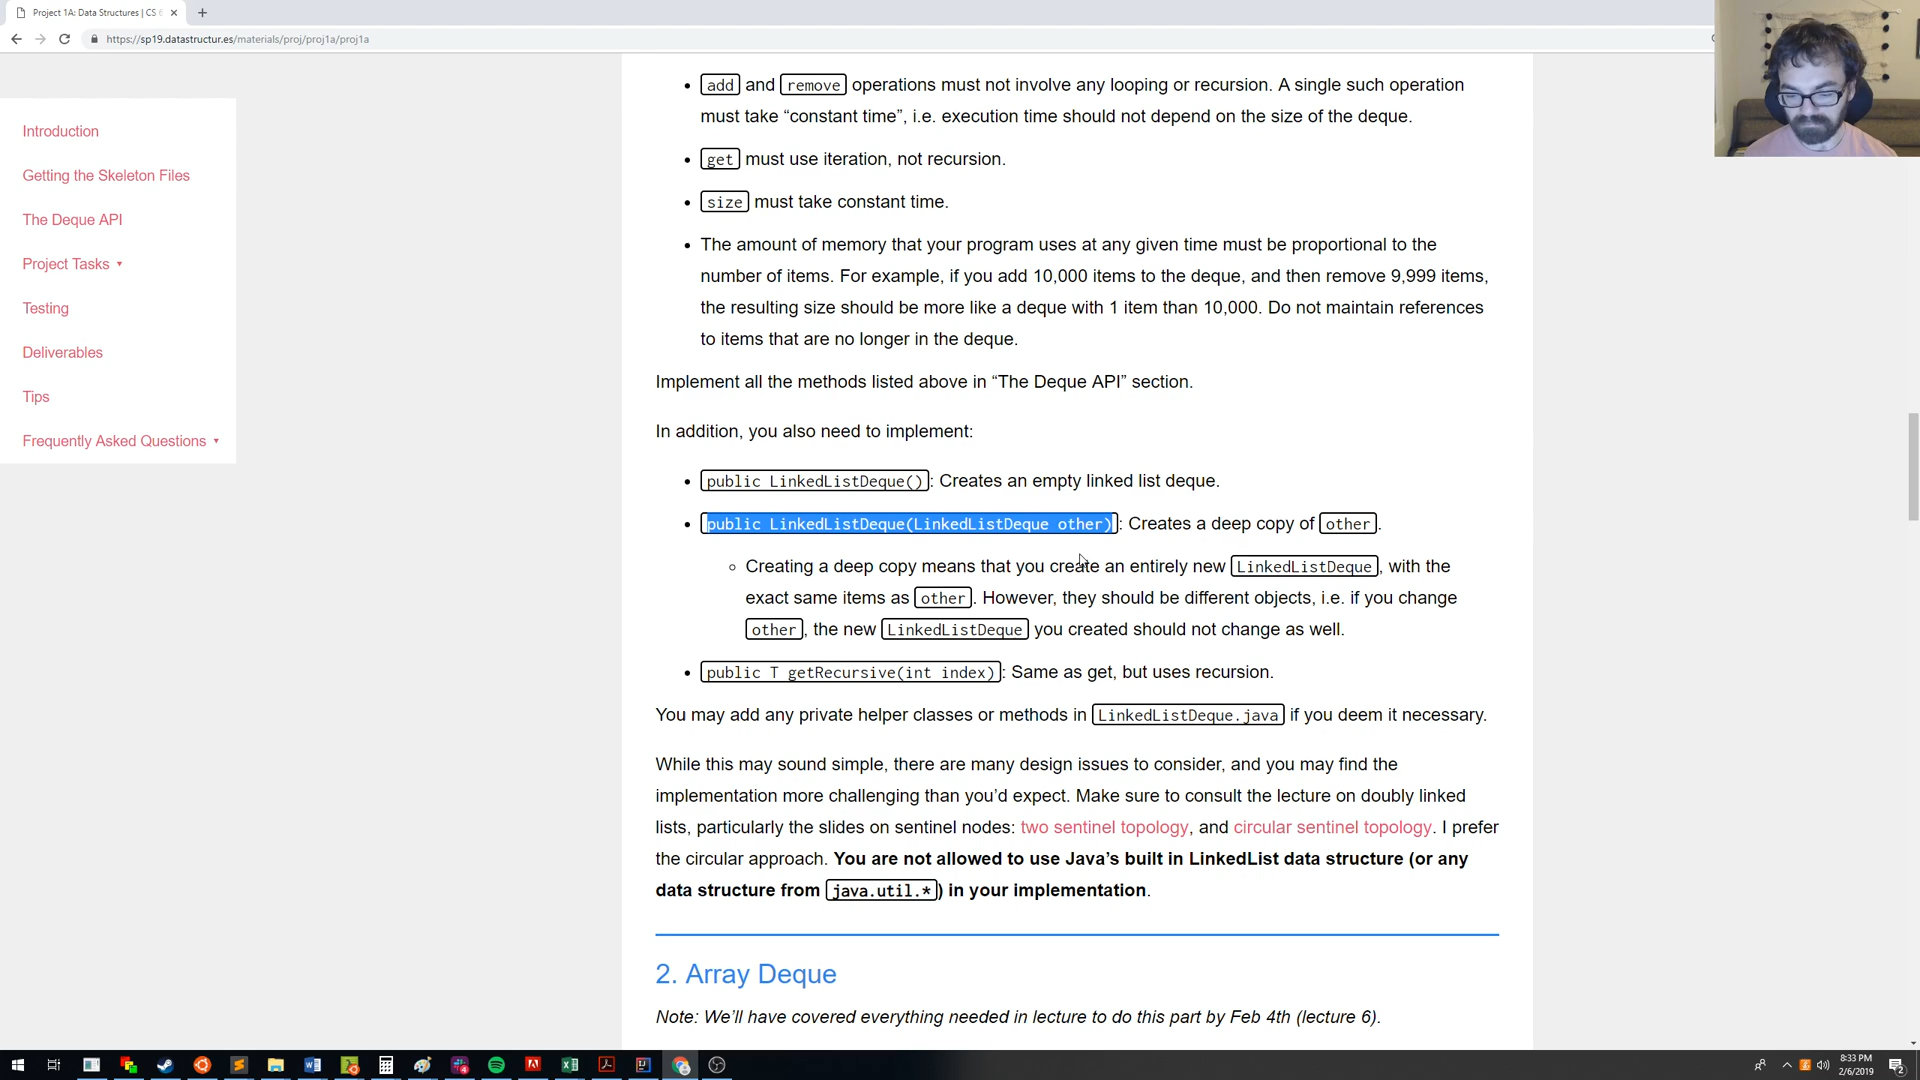 Project 1A: Data Structures | CS 6
https://sp19.datastructur.es/materials/proj/proj1a/proj1a
Introduction
Getting the Skeleton Files
The Deque API
Project Tasks
Testing
Deliverables
Tips
Frequently Asked Questions
add and remove operations must not involve any looping or recursion. A single such operation
must take “constant time”, i.e. execution time should not depend on the size of the deque.
get must use iteration, not recursion.
size must take constant time.
The amount of memory that your program uses at any given time must be proportional to the
number of items. For example, if you add 10,000 items to the deque, and then remove 9,999 items,
the resulting size should be more like a deque with 1 item than 10,000. Do not maintain references
to items that are no longer in the deque.
Implement all the methods listed above in “The Deque API” section.
In addition, you also need to implement:
public LinkedListDeque(): Creates an empty linked list deque.
public LinkedListDeque(LinkedListDeque other): Creates a deep copy of other.
Creating a deep copy means that you create an entirely new LinkedListDeque, with the
exact same items as other. However, they should be different objects, i.e. if you change
other, the new LinkedListDeque you created should not change as well.
public T getRecursive(int index): Same as get, but uses recursion.
You may add any private helper classes or methods in LinkedListDeque.java if you deem it necessary.
While this may sound simple, there are many design issues to consider, and you may find the
implementation more challenging than you’d expect. Make sure to consult the lecture on doubly linked
lists, particularly the slides on sentinel nodes: two sentinel topology, and circular sentinel topology. I prefer
the circular approach. You are not allowed to use Java’s built in LinkedList data structure (or any
data structure from java.util.*) in your implementation.
2. Array Deque
Note: We’ll have covered everything needed in lecture to do this part by Feb 4th (lecture 6).
8:33 PM
2/6/2019